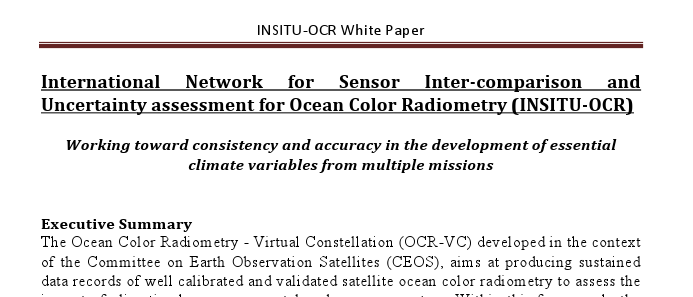 INSITU-OCR White Paper
International Network for Sensor Inter-comparison and
Uncertainty assessment for Ocean Color Radiometry (INSITU-OCR)
Working toward consistency and accuracy in the development of essential
climate variables from multiple missions
Executive Summary
The Ocean Color Radiometry - Virtual Constellation (OCR-VC) developed in the context
of the Committee on Earth Observation Satellites (CEOS), aims at producing sustained
data records of well calibrated and validated satellite ocean color radiometry to assess the